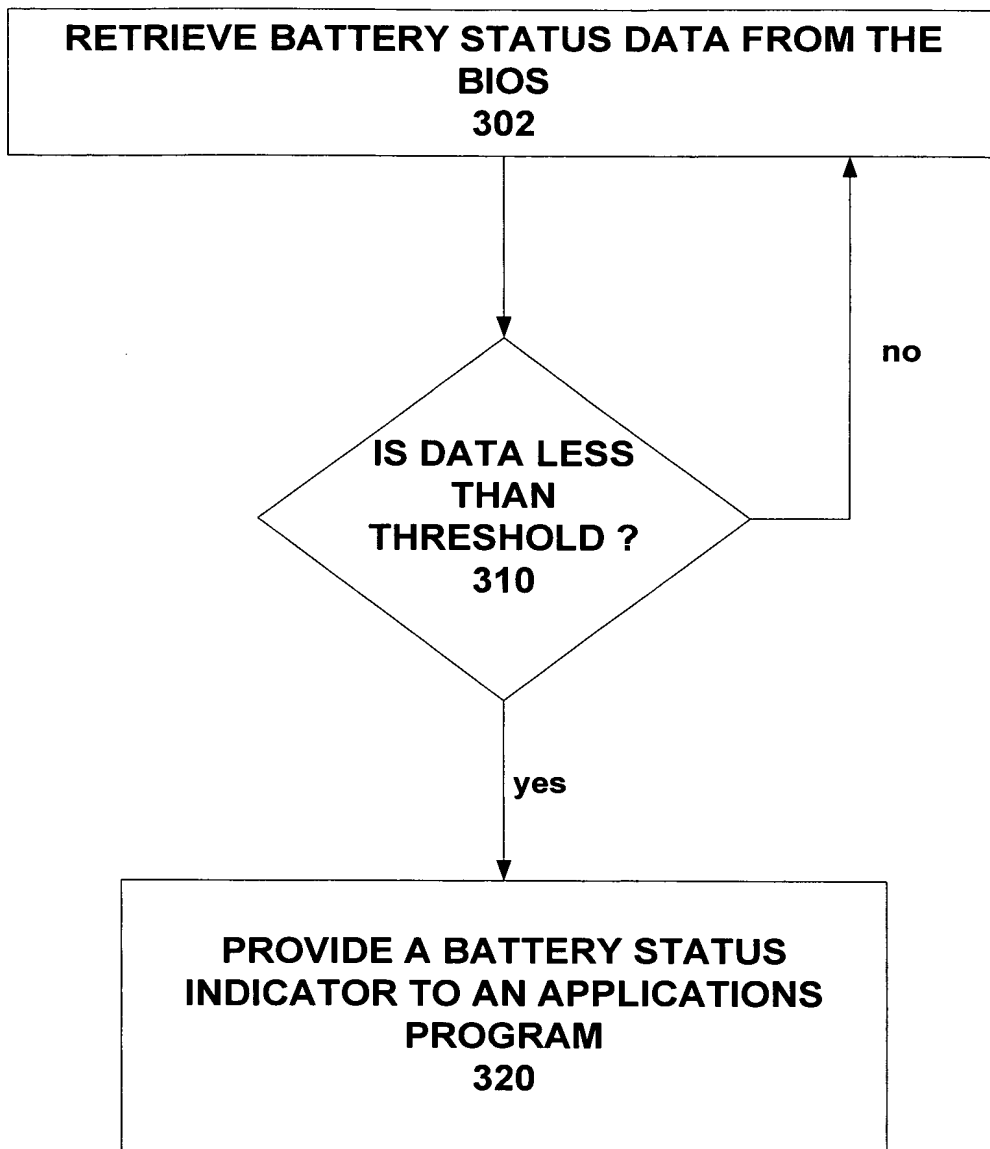 RETRIEVE BATTERY STATUS DATA FROM THE
BIOS
302
no
IS DATA LESS
THAN
THRESHOLD ?
310
yes
PROVIDE A BATTERY STATUS
INDICATOR TO AN APPLICATIONS
PROGRAM
320